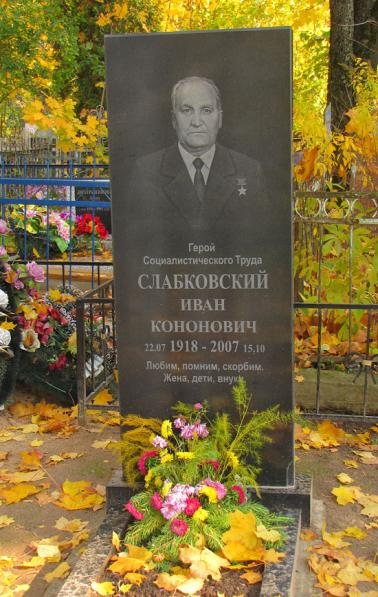 Герой
Социалистического Труда
СЛАБКОВСКИЙ
ИВАН
КОНОНОВИЧ
22.07 1918 - 2007 15.10
Любим, помним, скорбим.
Жена, дети, внуки